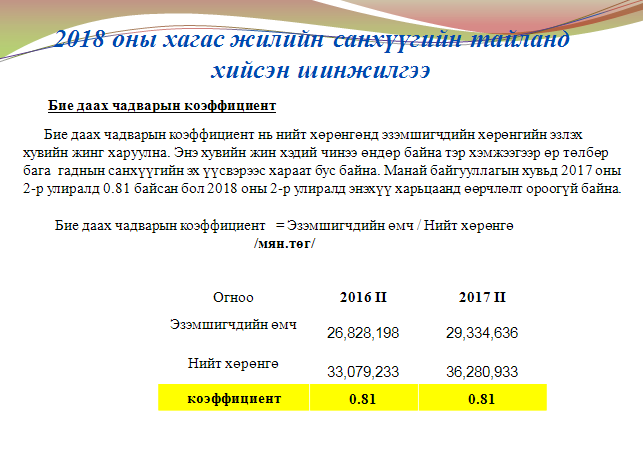 2018 оны хагас жилийн санхүүгийн тайланд
хийсэн шинжилгээ
Бие даах чадварын коэффициент
Бие даах чадварын коэффициент нь нийт хөрөнгөнд эзэмшигчдийн хөрөнгийн эзлэх
хувийн жинг харуулна. Энэ хувийн жин хэдий чинээ өндөр байна тэр хэмжээгээр өр төлбөр
бага гадны санхүүгийн эх үүсвэрээс хараат бус байна. Манай байгууллагын хувьд 2017 оны
2-р улиралд 0.81 байсан бол 2018 оны 2-р улиралд энэхүү харьцаанд өөрчлөлт ороогүй байна.
Бие даах чадварын коэффициент = Эзэмшигчдийн өмч / Нийт хөрөнгө
/мян.төг/
Огноо 2016 II 2017 II
Эзэмшигчдийн өмч 26,828,198 29,334,636
Нийт хөрөнгө 33,079,233 36,280,933
коэффициент 0.81 0.81